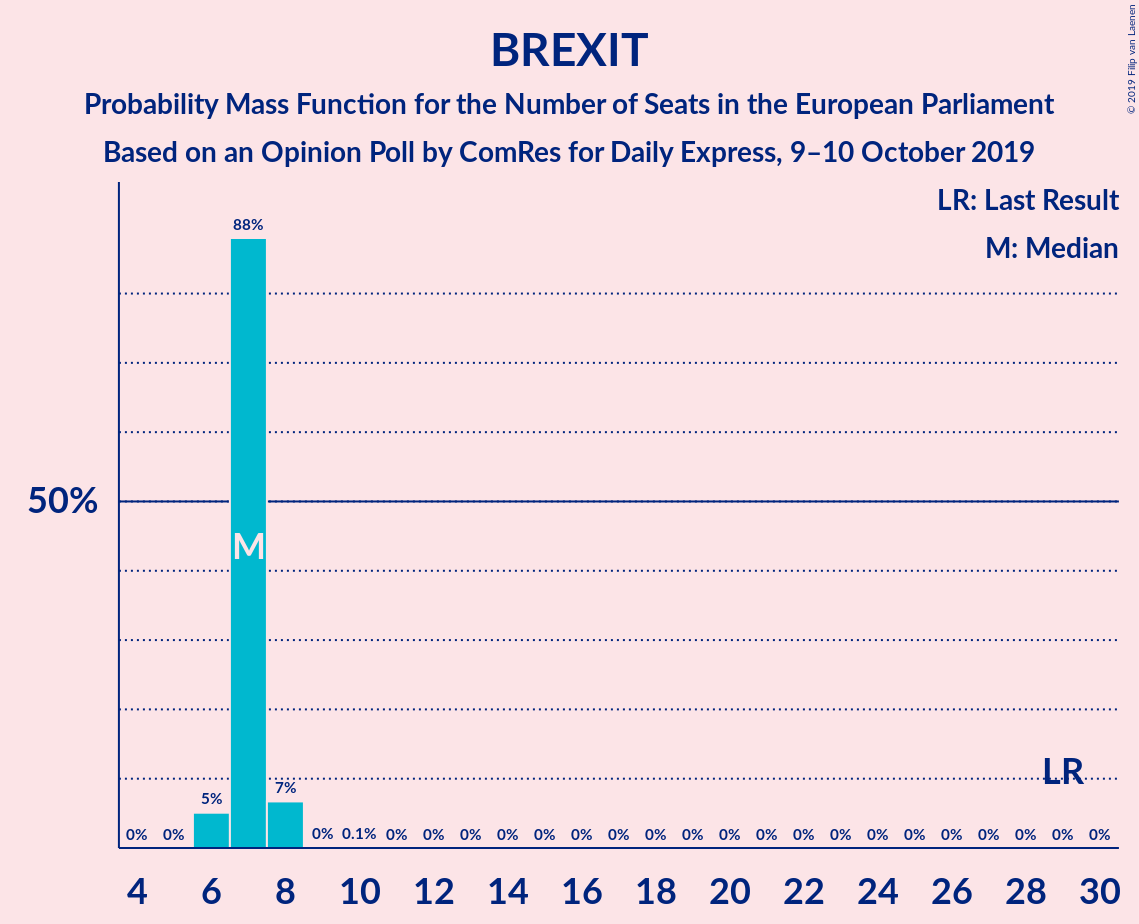 BREXIT
Probability Mass Function for the Number of Seats in the European Parliament
Based on an Opinion Poll by ComRes for Daily Express, 9–10 October 2019
© 2019 Filip van Laenen
LR: Last Result
M: Median
88%
50%
M
LR
5%
7%
0% 0% 0% 0.1% 0% 0% 0% 0% 0% 0% 0% 0% 0% 0% 0% 0% 0% 0% 0% 0% 0% 0% 0% 0%
4 6 8 10 12 14 16 18 20 22 24 26 28 30